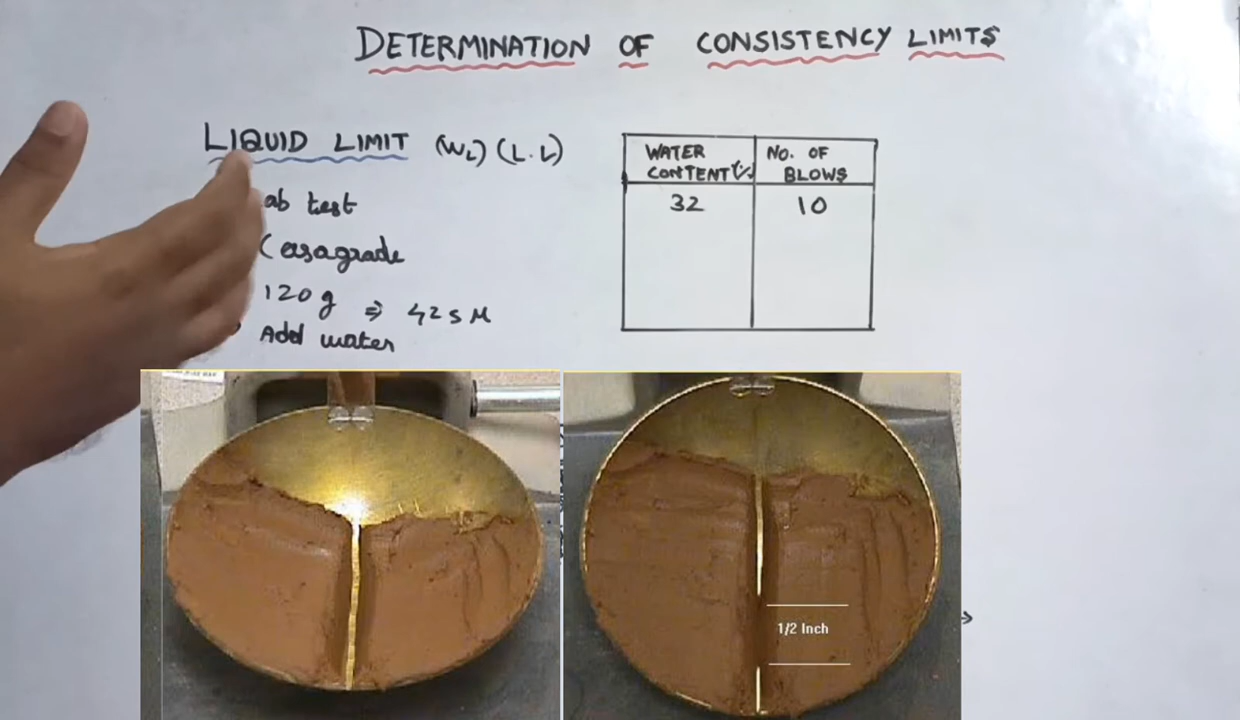 DETERMINATION OF CONSISTENCY LIMITS
LIQUID LIMIT (WL) (L.L)
ab test
Casagrade
120 g ⇒ 425 M
Add water
WATER CONTENT(%)
NO. OF BLOWS
32
10
1/2 Inch